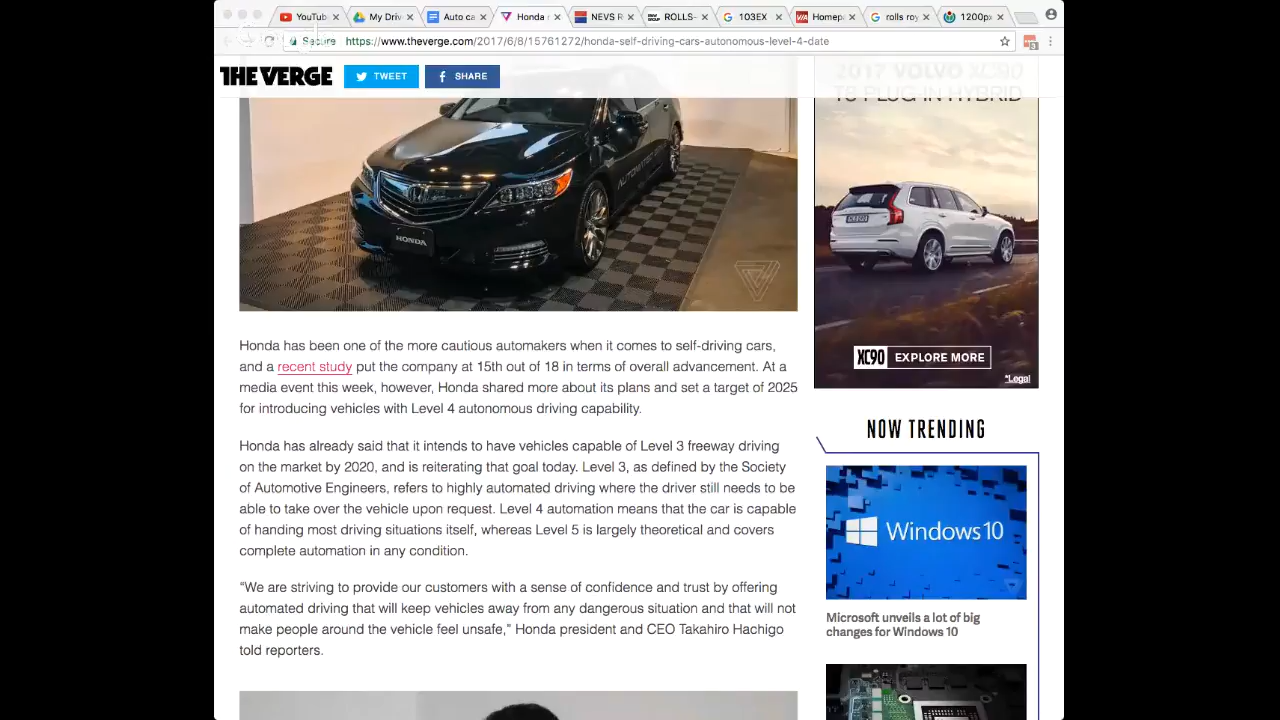 YouTub
My Driv
Auto ca
Honda
NEVS R
ROLLS-
103EX
Homep
rolls roy
1200px
Secure https://www.theverge.com/2017/6/8/15761272/honda-self-driving-cars-autonomous-level-4-date
THE VERGE TWEET SHARE
2017 VOLVO XC90
T8 PLUG-IN HYBRID
HONDA
XC90 EXPLORE MORE
*Legal
Honda has been one of the more cautious automakers when it comes to self-driving cars,
and a recent study put the company at 15th out of 18 in terms of overall advancement. At a
media event this week, however, Honda shared more about its plans and set a target of 2025
for introducing vehicles with Level 4 autonomous driving capability.
Honda has already said that it intends to have vehicles capable of Level 3 freeway driving
on the market by 2020, and is reiterating that goal today. Level 3, as defined by the Society
of Automotive Engineers, refers to highly automated driving where the driver still needs to be
able to take over the vehicle upon request. Level 4 automation means that the car is capable
of handing most driving situations itself, whereas Level 5 is largely theoretical and covers
complete automation in any condition.
“We are striving to provide our customers with a sense of confidence and trust by offering
automated driving that will keep vehicles away from any dangerous situation and that will not
make people around the vehicle feel unsafe,” Honda president and CEO Takahiro Hachigo
told reporters.
NOW TRENDING
Windows 10
Microsoft unveils a lot of big
changes for Windows 10